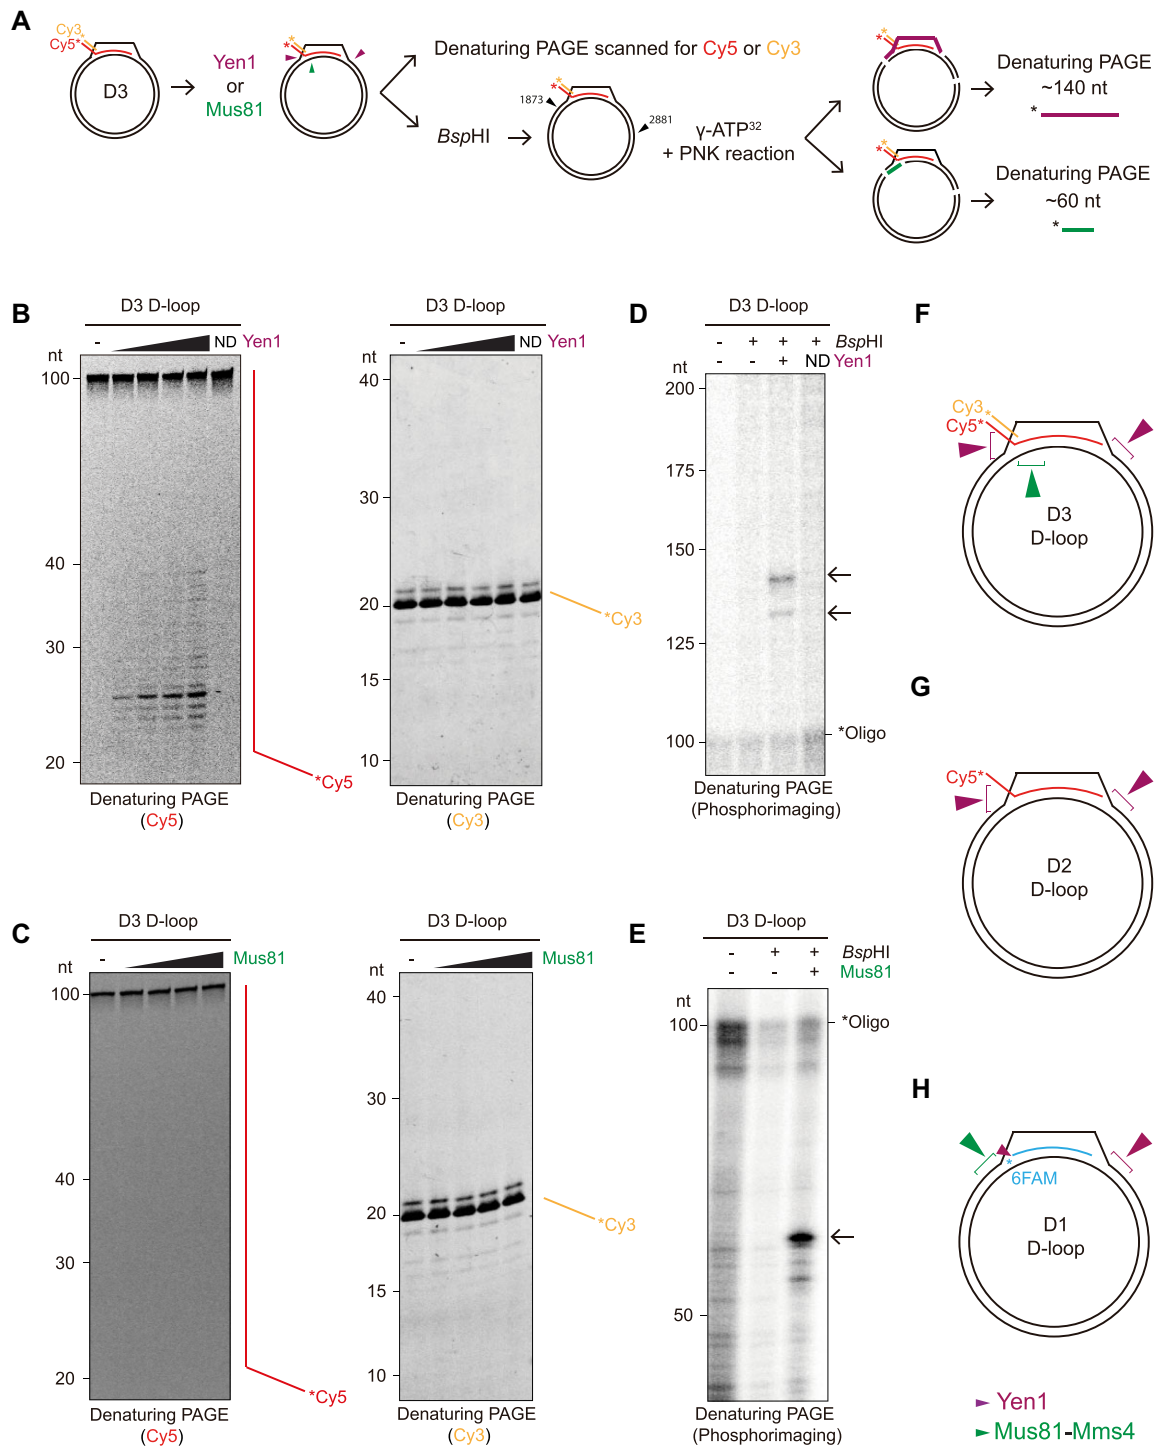 A
Cy3*
Cy5*
D3
Yen1
or
Mus81
*
*
Denaturing PAGE scanned for Cy5 or Cy3
BspHI
*
*
1873
2881
γ-ATP³²
+ PNK reaction
*
*
Denaturing PAGE
~140 nt
*
*
*
Denaturing PAGE
~60 nt
*
B
D3 D-loop
- ND Yen1
nt
100
40
30
20
*Cy5
Denaturing PAGE
(Cy5)
D3 D-loop
- ND Yen1
nt
40
30
20
15
10
*Cy3
Denaturing PAGE
(Cy3)
D
D3 D-loop
- + + + BspHI
- - + ND Yen1
nt
200
175
150
125
100
*Oligo
Denaturing PAGE
(Phosphorimaging)
F
Cy3*
Cy5*
D3
D-loop
G
Cy5*
D2
D-loop
C
D3 D-loop
- Mus81
nt
100
40
30
20
*Cy5
Denaturing PAGE
(Cy5)
D3 D-loop
- Mus81
nt
40
30
20
15
10
*Cy3
Denaturing PAGE
(Cy3)
E
D3 D-loop
- + + BspHI
- - + Mus81
nt
100
50
*Oligo
Denaturing PAGE
(Phosphorimaging)
H
*
6FAM
D1
D-loop
Yen1
Mus81-Mms4